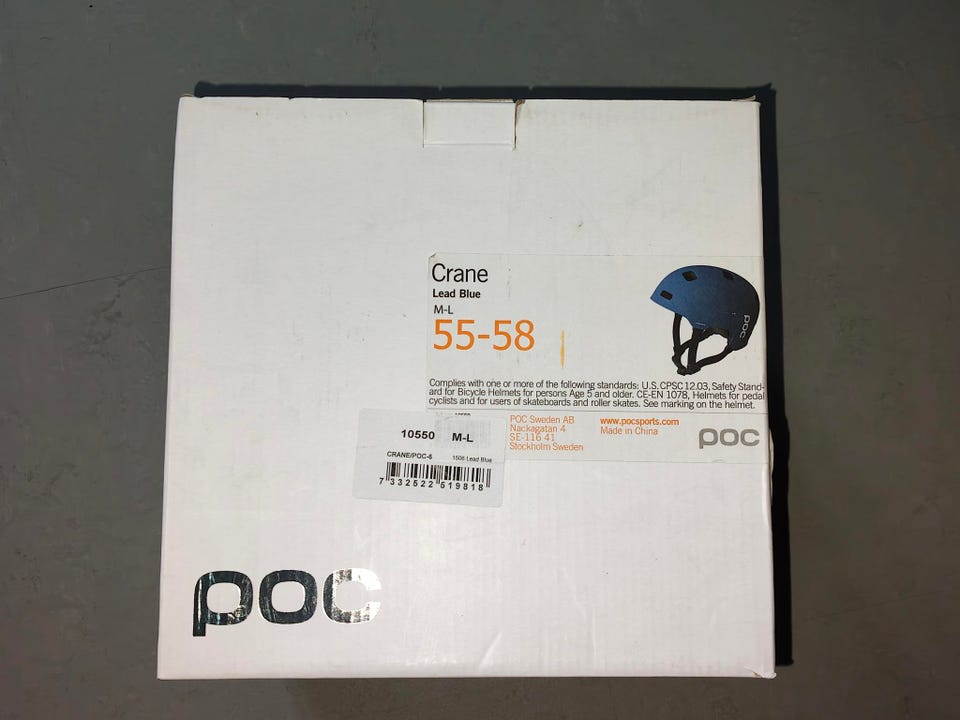 Crane
Lead Blue
M-L
55-58
poc
Complies with one or more of the following standards: U.S. CPSC 12.03, Safety Stand-
ard for Bicycle Helmets for persons Age 5 and older. CE-EN 1078, Helmets for pedal
cyclists and for users of skateboards and roller skates. See marking on the helmet.
POC Sweden AB
Nackagatan 4
SE-116 41
Stockholm Sweden
www.pocsports.com
Made in China
poc
10550 M-L
CRANE/POC-6 1506 Lead Blue
7 332522 519818
poc